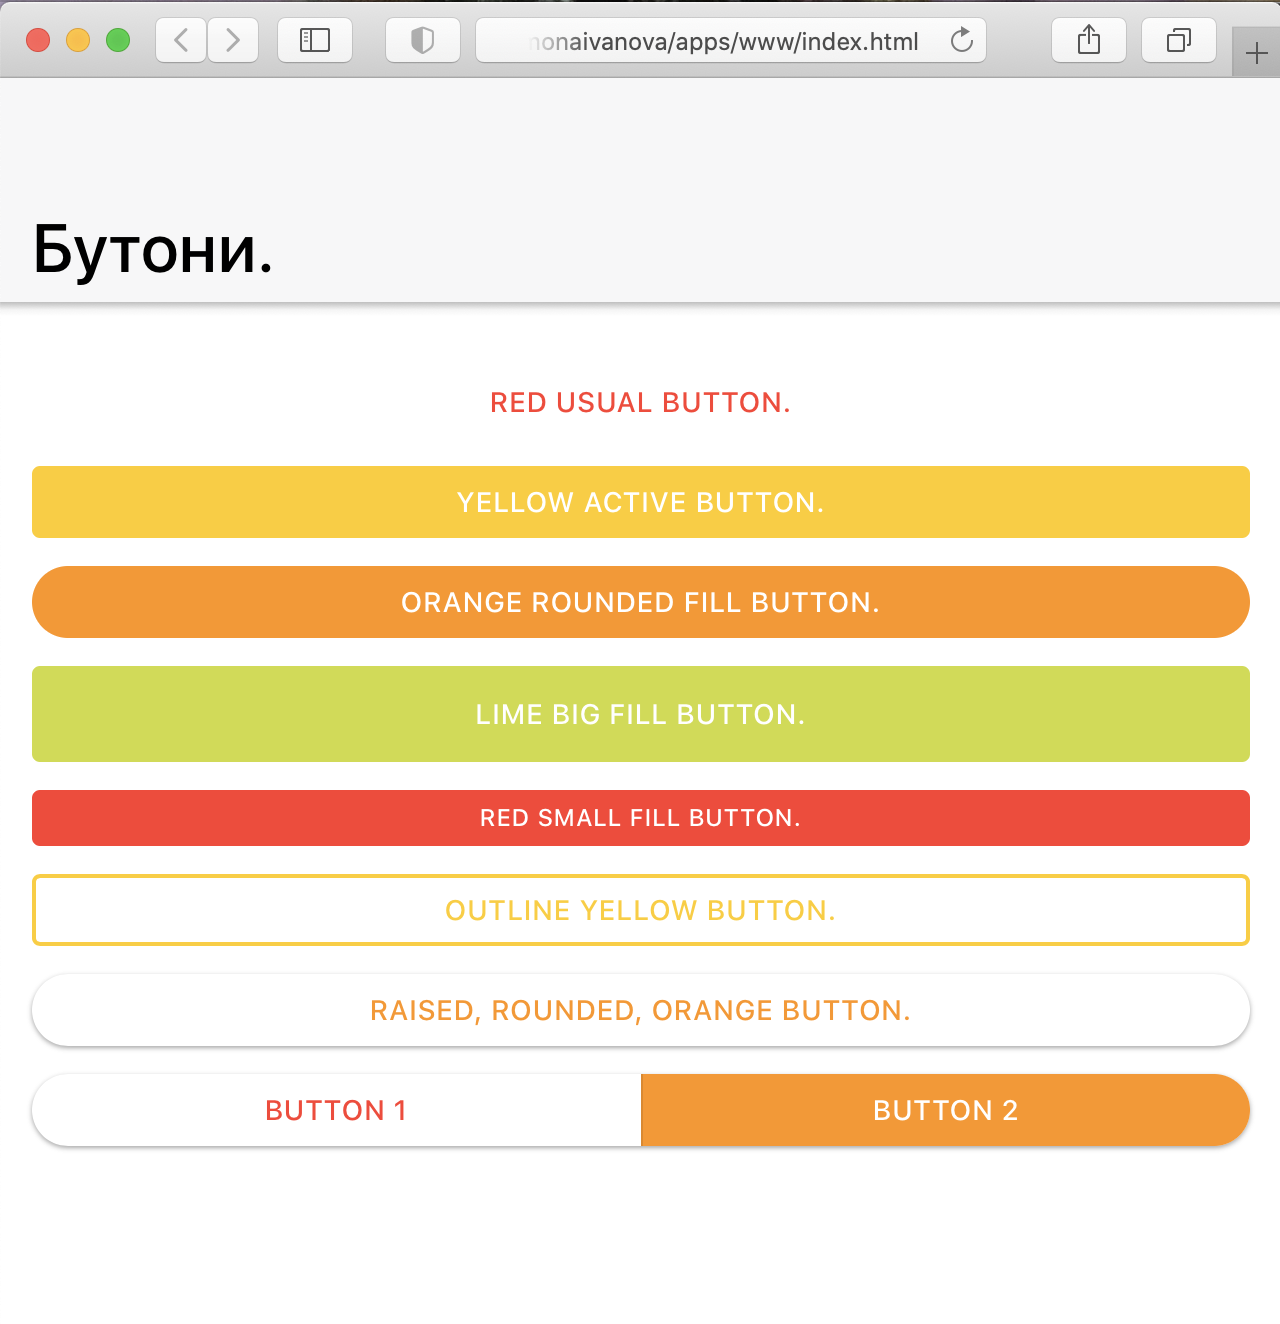 onaivanova/apps/www/index.html
Бутони.
RED USUAL BUTTON.
YELLOW ACTIVE BUTTON.
ORANGE ROUNDED FILL BUTTON.
LIME BIG FILL BUTTON.
RED SMALL FILL BUTTON.
OUTLINE YELLOW BUTTON.
RAISED, ROUNDED, ORANGE BUTTON.
BUTTON 1
BUTTON 2